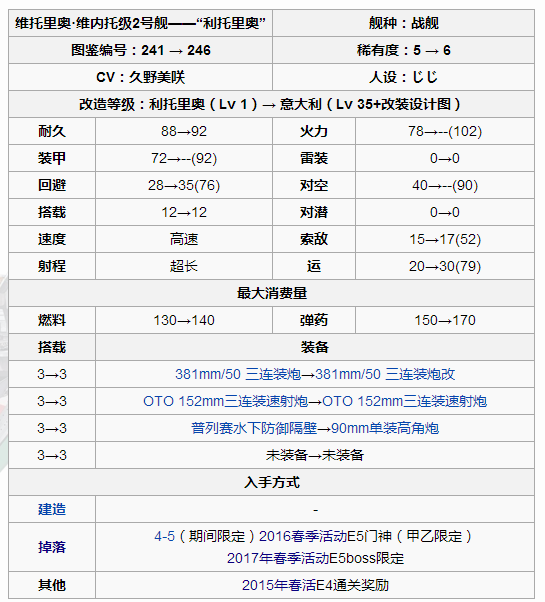 维托里奥·维内托级2号舰——“利托里奥” 舰种：战舰
图鉴编号：241 → 246 稀有度：5 → 6
CV：久野美咲 人设：じじ
改造等级：利托里奥（Lv 1）→ 意大利（Lv 35+改装设计图）
耐久 88→92 火力 78→--(102)
装甲 72→--(92) 雷装 0→0
回避 28→35(76) 对空 40→--(90)
搭载 12→12 对潜 0→0
速度 高速 索敌 15→17(52)
射程 超长 运 20→30(79)
最大消费量
燃料 130→140 弹药 150→170
搭载 装备
3→3 381mm/50 三连装炮→381mm/50 三连装炮改
3→3 OTO 152mm三连装速射炮→OTO 152mm三连装速射炮
3→3 普列赛水下防御隔壁→90mm单装高角炮
3→3 未装备→未装备
入手方式
建造 -
掉落 4-5（期间限定）2016春季活动E5门神（甲乙限定）
2017年春季活动E5boss限定
其他 2015年春活E4通关奖励